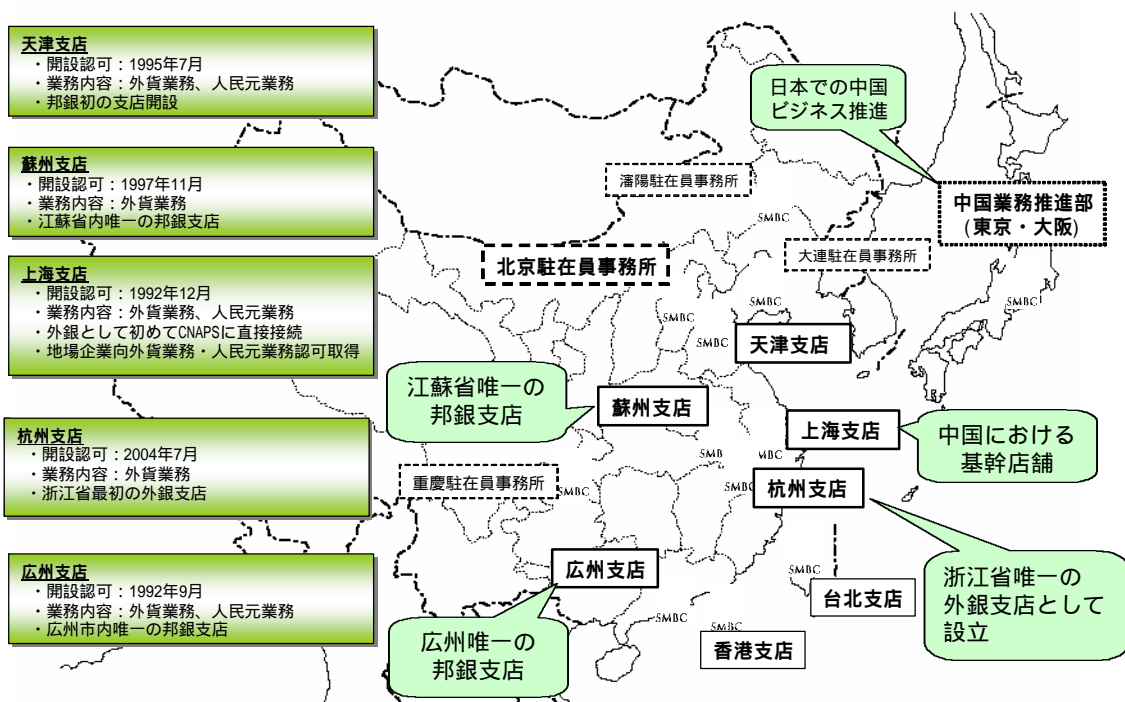 天津支店
・開設認可：1995年7月
・業務内容：外貨業務、人民元業務
・邦銀初の支店開設
蘇州支店
・開設認可：1997年11月
・業務内容：外貨業務
・江蘇省内唯一の邦銀支店
上海支店
・開設認可：1992年12月
・業務内容：外貨業務、人民元業務
・外銀として初めてCNAPSに直接接続
・地場企業向外貨業務・人民元業務認可取得
杭州支店
・開設認可：2004年7月
・業務内容：外貨業務
・浙江省最初の外銀支店
広州支店
・開設認可：1992年9月
・業務内容：外貨業務、人民元業務
・広州市内唯一の邦銀支店
日本での中国
ビジネス推進
瀋陽駐在員事務所
中国業務推進部
(東京・大阪)
SMBC
大連駐在員事務所
北京駐在員事務所
SMBC
SMBC
SMBC
天津支店
SMBC
江蘇省唯一の
邦銀支店
蘇州支店
上海支店
中国における
基幹店舗
SMB
MBC
重慶駐在員事務所
SMBC
SMBC
杭州支店
広州支店
SMBC
台北支店
浙江省唯一の
外銀支店として
設立
広州唯一の
邦銀支店
SMBC
香港支店